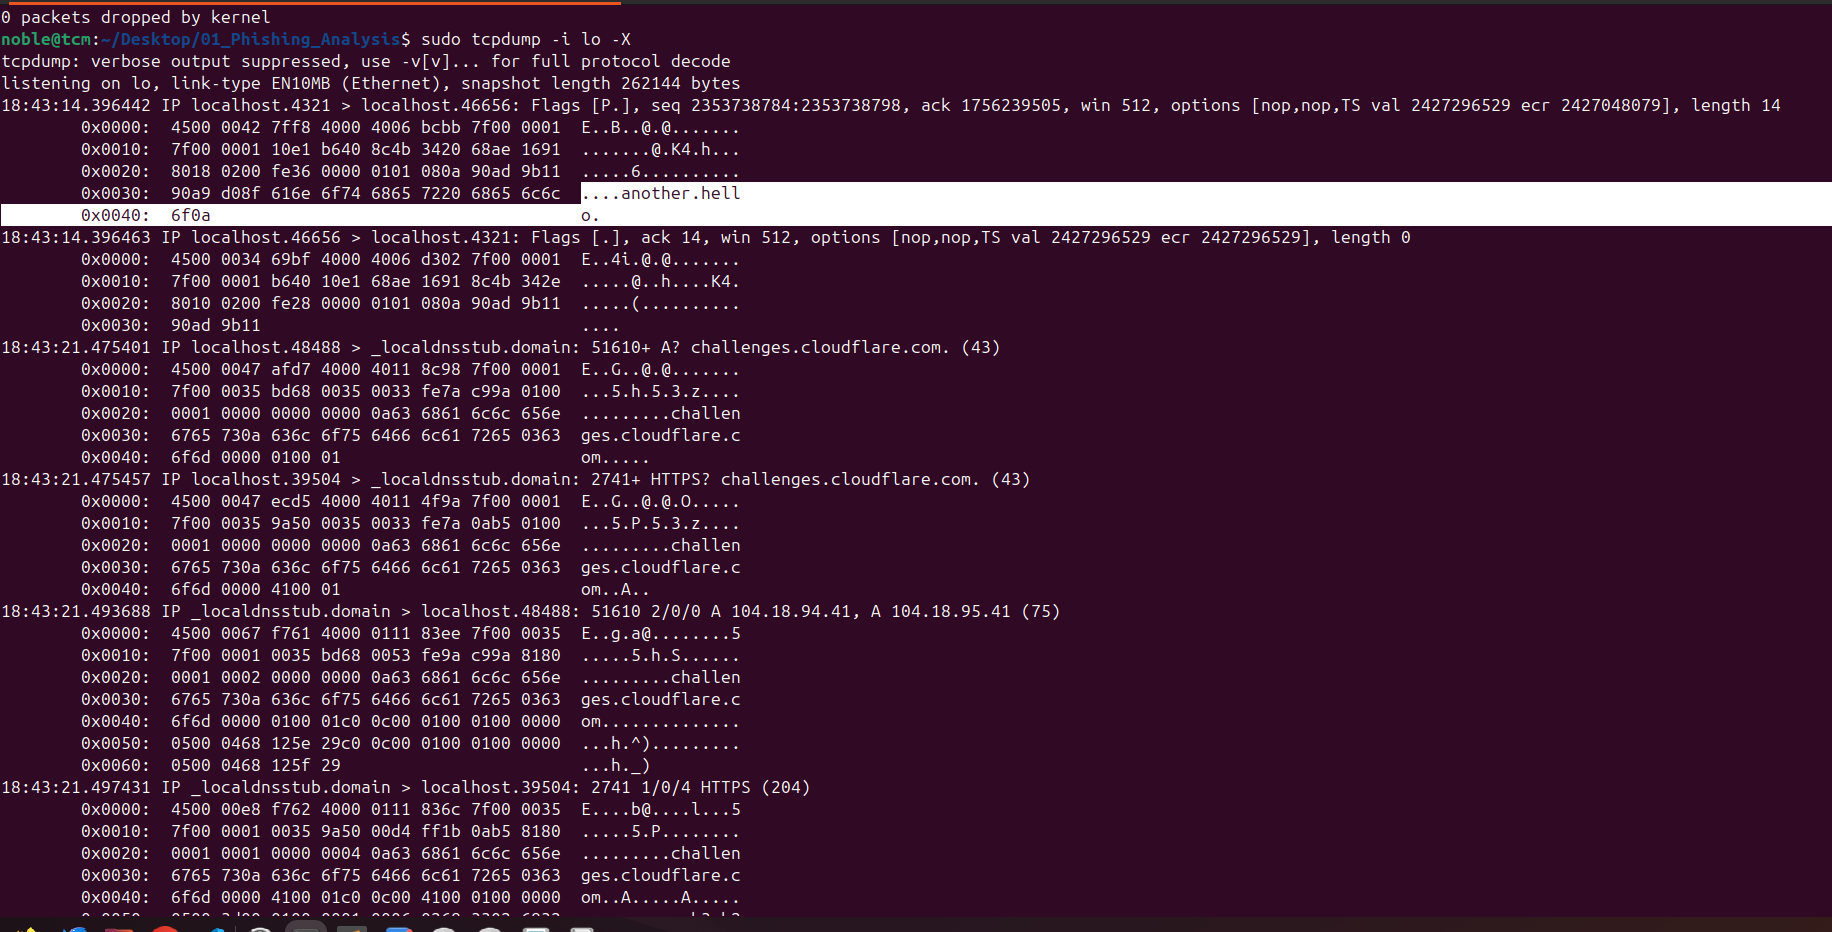 0 packets dropped by kernel
noble@tcm:~/Desktop/01_Phishing_Analysis$ sudo tcpdump -i lo -X
tcpdump: verbose output suppressed, use -v[v]... for full protocol decode
listening on lo, link-type EN10MB (Ethernet), snapshot length 262144 bytes
18:43:14.396442 IP localhost.4321 > localhost.46656: Flags [P.], seq 2353738784:2353738798, ack 1756239505, win 512, options [nop,nop,TS val 2427296529 ecr 2427048079], length 14
0x0000:  4500 0042 7ff8 4000 4006 bcbb 7f00 0001  E..B..@.@.......
0x0010:  7f00 0001 10e1 b640 8c4b 3420 68ae 1691  .......@.K4.h...
0x0020:  8018 0200 fe36 0000 0101 080a 90ad 9b11  .....6..........
0x0030:  90a9 d08f 616e 6f74 6865 7220 6865 6c6c  ....another.hell
0x0040:  6f0a                                     o.
18:43:14.396463 IP localhost.46656 > localhost.4321: Flags [.], ack 14, win 512, options [nop,nop,TS val 2427296529 ecr 2427296529], length 0
0x0000:  4500 0034 69bf 4000 4006 d302 7f00 0001  E..4i.@.@.......
0x0010:  7f00 0001 b640 10e1 68ae 1691 8c4b 342e  .....@..h....K4.
0x0020:  8010 0200 fe28 0000 0101 080a 90ad 9b11  .....(..........
0x0030:  90ad 9b11                                ....
18:43:21.475401 IP localhost.48488 > _localdnsstub.domain: 51610+ A? challenges.cloudflare.com. (43)
0x0000:  4500 0047 afd7 4000 4011 8c98 7f00 0001  E..G..@.@.......
0x0010:  7f00 0035 bd68 0035 0033 fe7a c99a 0100  ...5.h.5.3.z....
0x0020:  0001 0000 0000 0000 0a63 6861 6c6c 656e  .........challen
0x0030:  6765 730a 636c 6f75 6466 6c61 7265 0363  ges.cloudflare.c
0x0040:  6f6d 0000 0100 01                        om.....
18:43:21.475457 IP localhost.39504 > _localdnsstub.domain: 2741+ HTTPS? challenges.cloudflare.com. (43)
0x0000:  4500 0047 ecd5 4000 4011 4f9a 7f00 0001  E..G..@.@.O.....
0x0010:  7f00 0035 9a50 0035 0033 fe7a 0ab5 0100  ...5.P.5.3.z....
0x0020:  0001 0000 0000 0000 0a63 6861 6c6c 656e  .........challen
0x0030:  6765 730a 636c 6f75 6466 6c61 7265 0363  ges.cloudflare.c
0x0040:  6f6d 0000 4100 01                        om..A..
18:43:21.493688 IP _localdnsstub.domain > localhost.48488: 51610 2/0/0 A 104.18.94.41, A 104.18.95.41 (75)
0x0000:  4500 0067 f761 4000 0111 83ee 7f00 0035  E..g.a@........5
0x0010:  7f00 0001 0035 bd68 0053 fe9a c99a 8180  .....5.h.S......
0x0020:  0001 0002 0000 0000 0a63 6861 6c6c 656e  .........challen
0x0030:  6765 730a 636c 6f75 6466 6c61 7265 0363  ges.cloudflare.c
0x0040:  6f6d 0000 0100 01c0 0c00 0100 0100 0000  om..............
0x0050:  0500 0468 125e 29c0 0c00 0100 0100 0000  ...h.^).........
0x0060:  0500 0468 125f 29                        ...h._)
18:43:21.497431 IP _localdnsstub.domain > localhost.39504: 2741 1/0/4 HTTPS (204)
0x0000:  4500 00e8 f762 4000 0111 836c 7f00 0035  E....b@....l...5
0x0010:  7f00 0001 0035 9a50 00d4 ff1b 0ab5 8180  .....5.P........
0x0020:  0001 0001 0000 0004 0a63 6861 6c6c 656e  .........challen
0x0030:  6765 730a 636c 6f75 6466 6c61 7265 0363  ges.cloudflare.c
0x0040:  6f6d 0000 4100 01c0 0c00 4100 0100 0000  om..A.....A.....